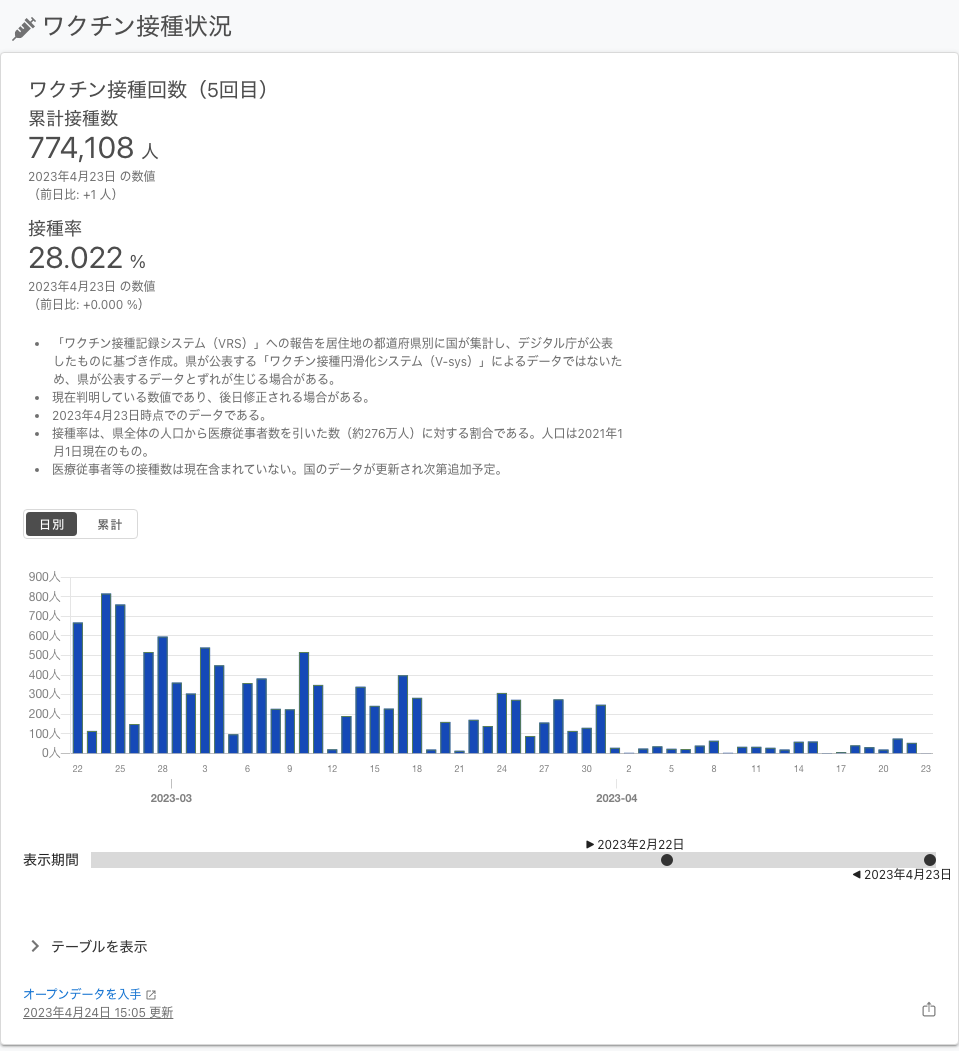 ワクチン接種状況
ワクチン接種回数（5回目）
累計接種数
774,108 人
2023年4月23日 の数値
（前日比: +1 人）
接種率
28.022 %
2023年4月23日 の数値
（前日比: +0.000 %）
「ワクチン接種記録システム（VRS）」への報告を居住地の都道府県別に国が集計し、デジタル庁が公表
したものに基づき作成。県が公表する「ワクチン接種円滑化システム（V-sys）」によるデータではないた
め、県が公表するデータとずれが生じる場合がある。
現在判明している数値であり、後日修正される場合がある。
2023年4月23日時点でのデータである。
接種率は、県全体の人口から医療従事者数を引いた数（約276万人）に対する割合である。人口は2021年1
月1日現在のもの。
医療従事者等の接種数は現在含まれていない。国のデータが更新され次第追加予定。
日別 累計
900人
800人
700人
600人
500人
400人
300人
200人
100人
0人
22 25 28 3 6 9 12 15 18 21 24 27 30 2 5 8 11 14 17 20 23
2023-03 2023-04
▶ 2023年2月22日
表示期間
◀ 2023年4月23日
テーブルを表示
オープンデータを入手
2023年4月24日 15:05 更新